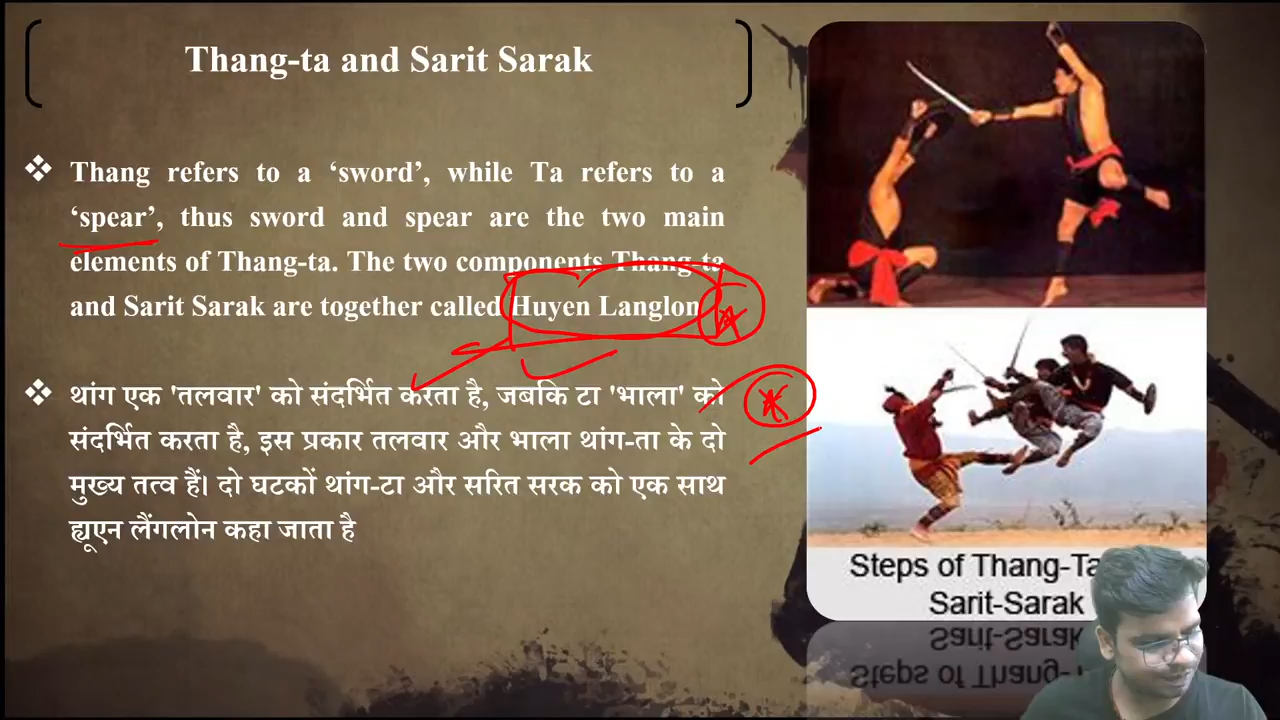 Thang-ta and Sarit Sarak
Thang refers to a ‘sword’, while Ta refers to a
‘spear’, thus sword and spear are the two main
elements of Thang-ta. The two components Thang-ta
and Sarit Sarak are together called Huyen Langlon
थांग एक 'तलवार' को संदर्भित करता है, जबकि टा 'भाला' को
संदर्भित करता है, इस प्रकार तलवार और भाला थांग-ता के दो
मुख्य तत्व हैं। दो घटकों थांग-टा और सरित सरक को एक साथ
ह्यूएन लैंगलोन कहा जाता है
Steps of Thang-Ta
Sarit-Sarak